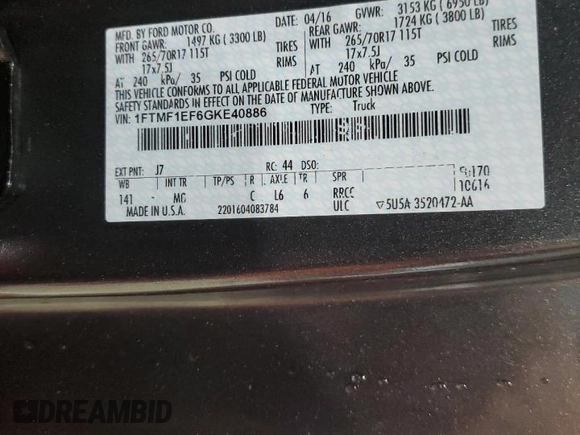 MFD. BY FORD MOTOR CO.
04/16 GVWR: 3153 KG ( 6950 LB)
FRONT GAWR: 1497 KG ( 3300 LB)
REAR GAWR: 1724 KG ( 3800 LB)
WITH 265/70R17 115T TIRES
WITH 265/70R17 115T TIRES
17x7.5J RIMS
17x7.5J RIMS
AT 240 kPa/ 35 PSI COLD
AT 240 kPa/ 35 PSI COLD
THIS VEHICLE CONFORMS TO ALL APPLICABLE FEDERAL MOTOR VEHICLE
SAFETY STANDARDS IN EFFECT ON THE DATE OF MANUFACTURE SHOWN ABOVE.
VIN: 1FTMF1EF6GKE40886
TYPE: Truck
EXT PNT: J7 RC: 44 DSO:
WB INT TR TP/PS R AXLE TR SPR
141 - MG C L6 6
MADE IN U.S.A. 2201604083784 ULC ▽5U5A-3520472-AA
DREAMBID